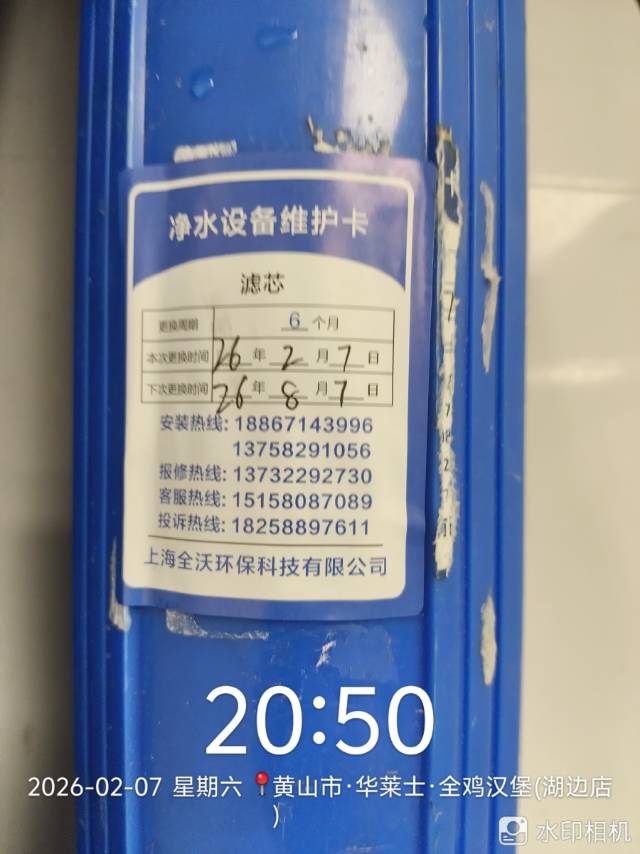 净水设备维护卡
滤芯
更换周期 6 个月
本次更换时间 26 年 2 月 7 日
下次更换时间 26 年 8 月 7 日
安装热线: 18867143996
13758291056
报修热线: 13732292730
客服热线: 15158087089
投诉热线: 18258897611
上海全沃环保科技有限公司
20:50
2026-02-07 星期六 📍黄山市·华莱士·全鸡汉堡(湖边店
)
水印相机